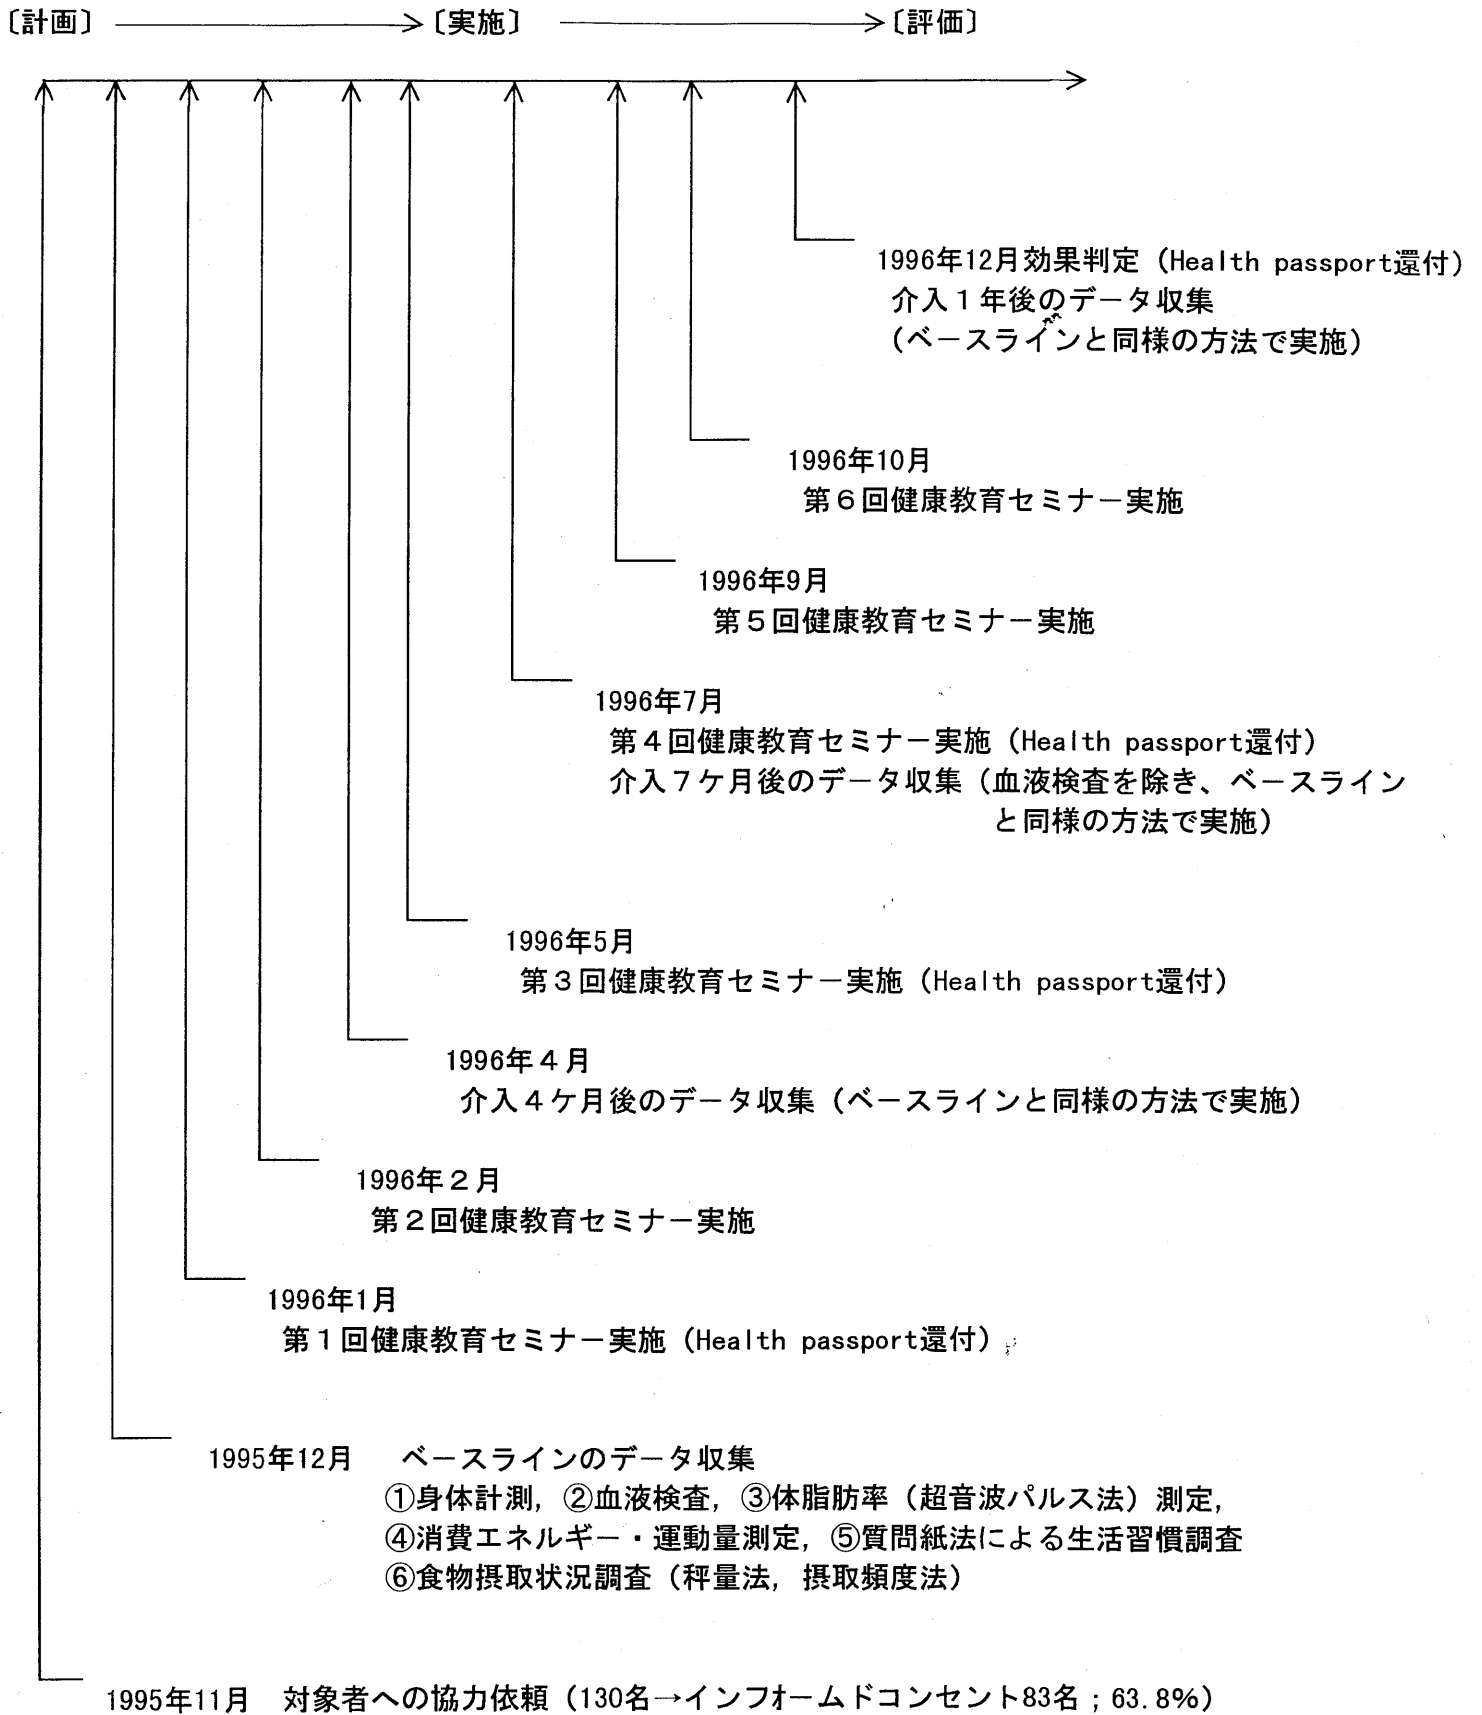 〔計画〕 〔実施〕 〔評価〕
1996年12月効果判定（Health passport還付）
介入１年後のデータ収集
（ベースラインと同様の方法で実施）
1996年10月
第６回健康教育セミナー実施
1996年9月
第５回健康教育セミナー実施
1996年7月
第４回健康教育セミナー実施（Health passport還付）
介入７ケ月後のデータ収集（血液検査を除き、ベースライン
と同様の方法で実施）
1996年5月
第３回健康教育セミナー実施（Health passport還付）
1996年４月
介入４ケ月後のデータ収集（ベースラインと同様の方法で実施）
1996年２月
第２回健康教育セミナー実施
1996年1月
第１回健康教育セミナー実施（Health passport還付）
1995年12月 ベースラインのデータ収集
①身体計測，②血液検査，③体脂肪率（超音波パルス法）測定，
④消費エネルギー・運動量測定，⑤質問紙法による生活習慣調査
⑥食物摂取状況調査（秤量法，摂取頻度法）
1995年11月 対象者への協力依頼（130名→インフォームドコンセント83名；63.8%）